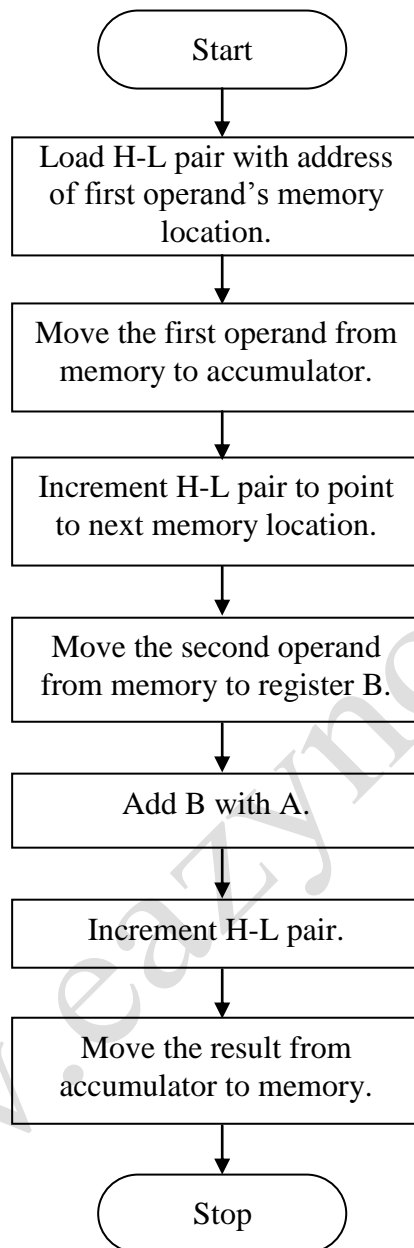 Start
Load H-L pair with address
of first operand’s memory
location.
Move the first operand from
memory to accumulator.
Increment H-L pair to point
to next memory location.
Move the second operand
from memory to register B.
Add B with A.
Increment H-L pair.
Move the result from
accumulator to memory.
Stop